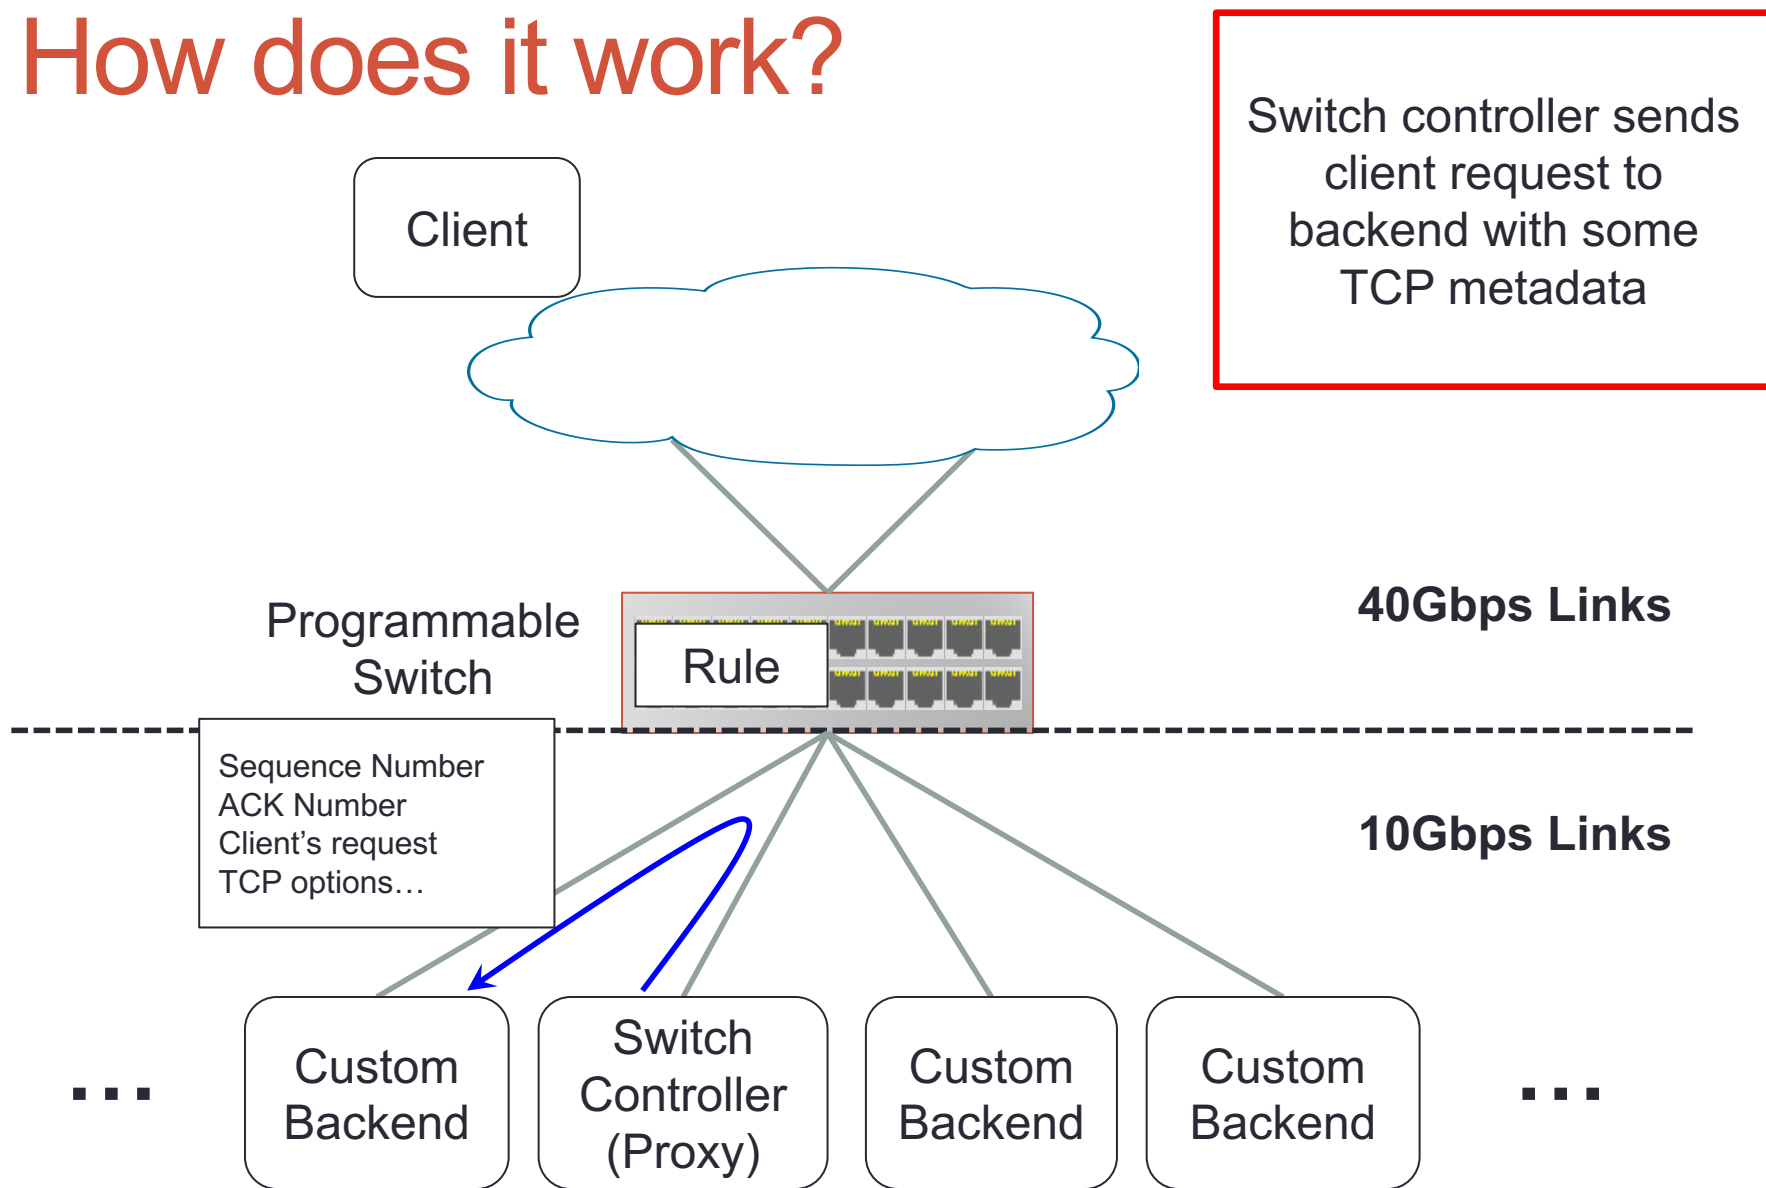 How does it work?
Switch controller sends
client request to
backend with some
TCP metadata
Client
Programmable
Switch
Rule
40Gbps Links
Sequence Number
ACK Number
Client’s request
TCP options…
10Gbps Links
...
Custom
Backend
Switch
Controller
(Proxy)
Custom
Backend
Custom
Backend
...